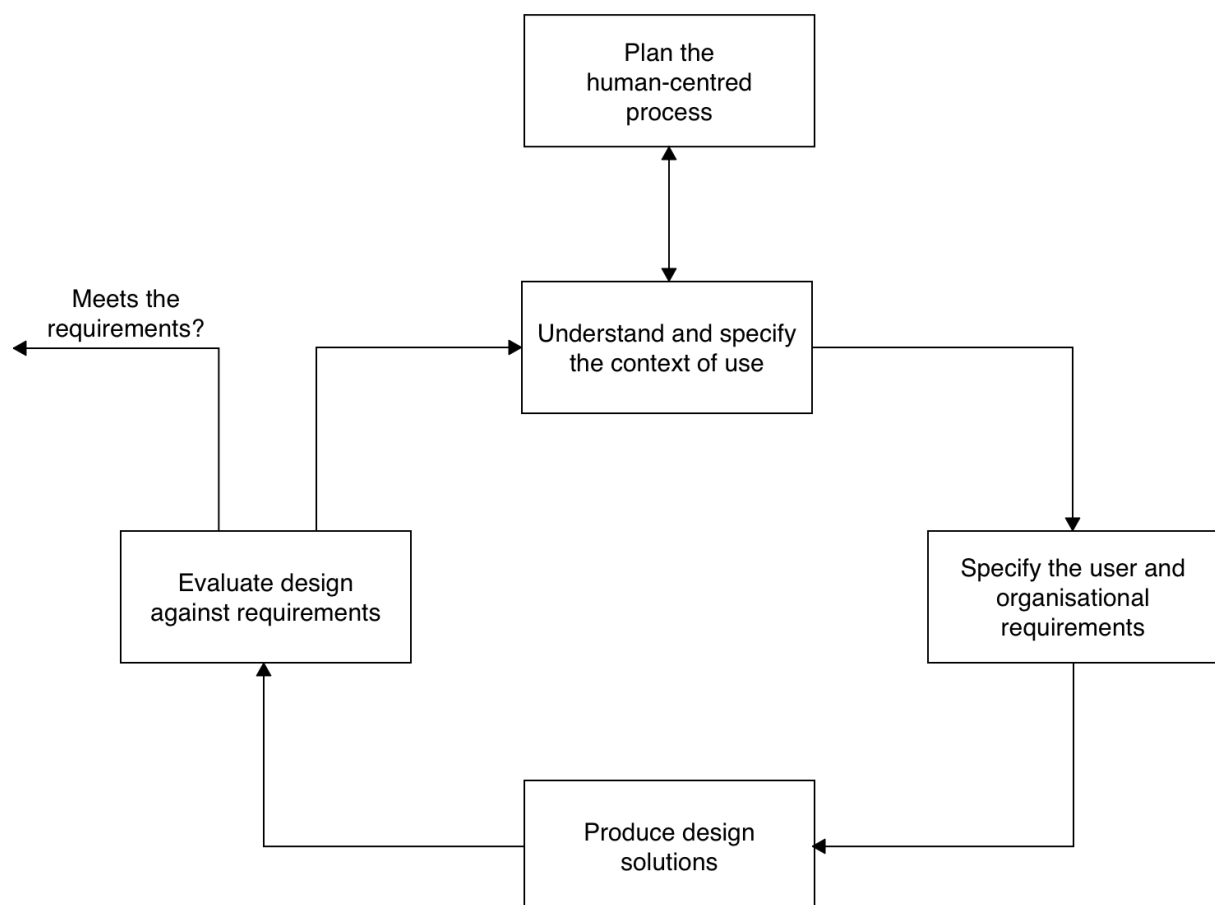 Plan the
human-centred
process
Meets the
requirements?
Understand and specify
the context of use
Evaluate design
against requirements
Specify the user and
organisational
requirements
Produce design
solutions